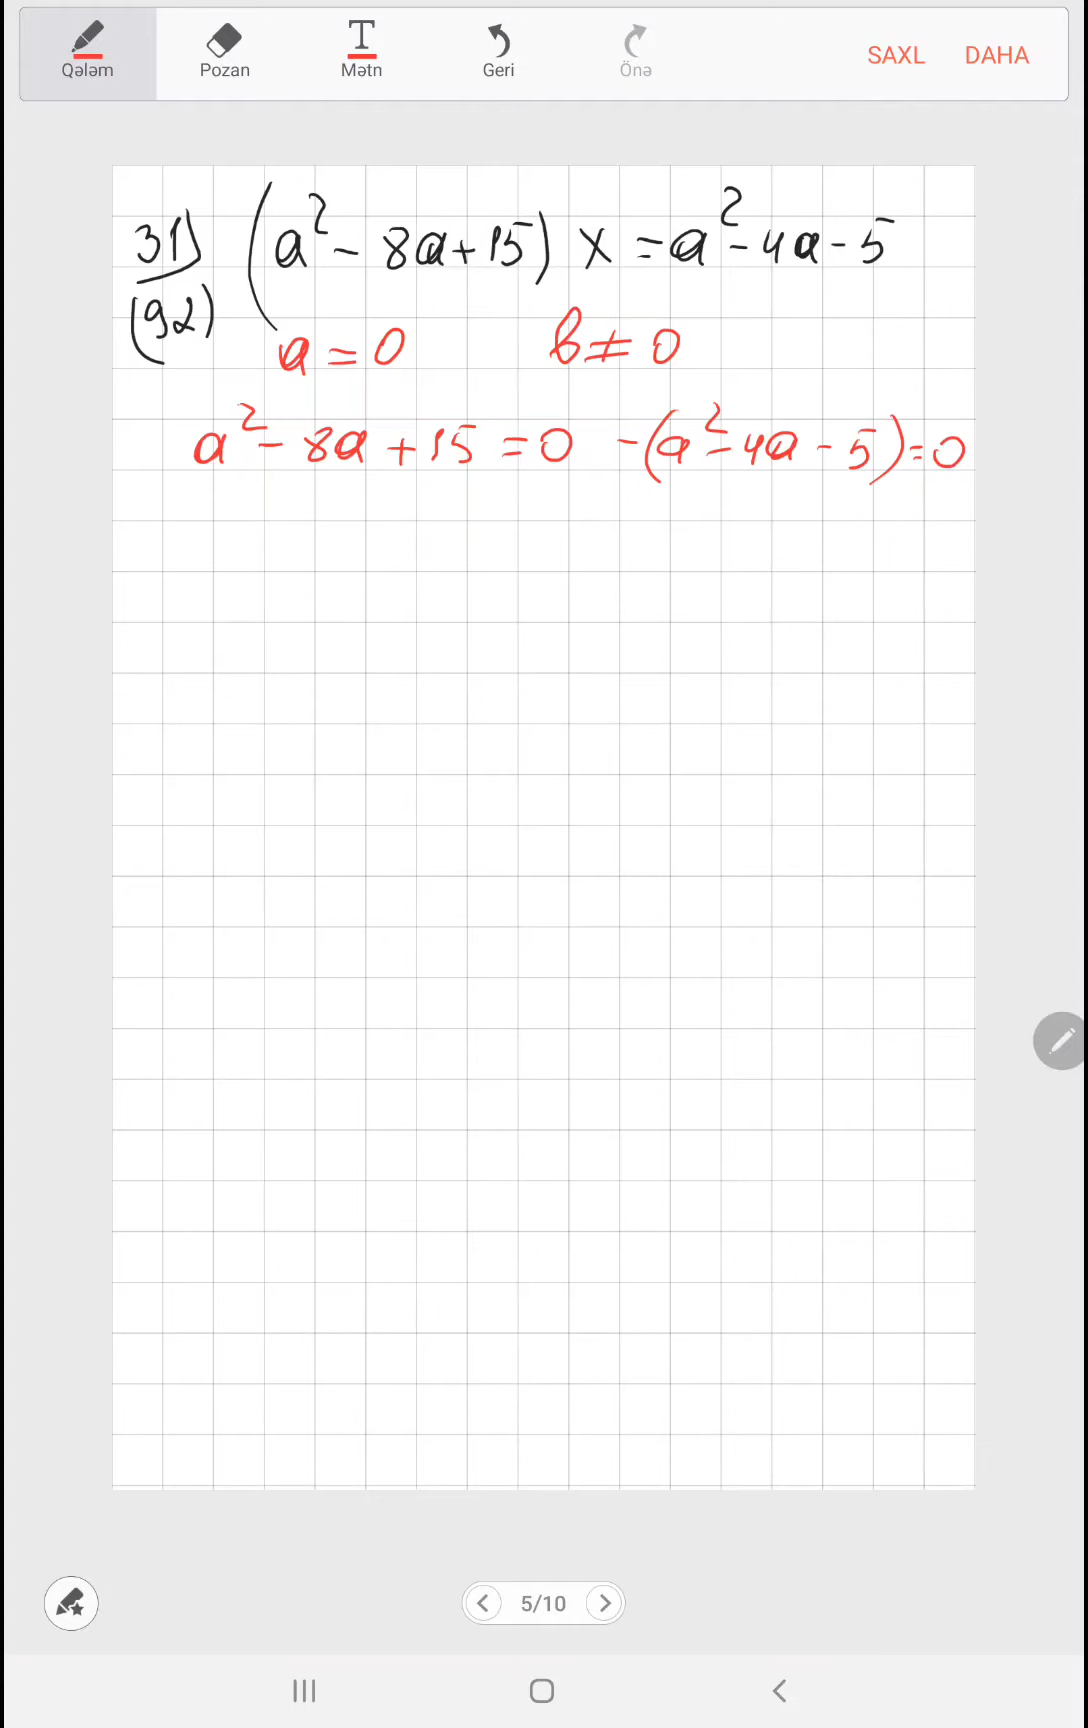 Qələm Pozan Mətn Geri Önə SAXL DAHA
31) (a² - 8a + 15) x = a² - 4a - 5
(92)
a = 0 b ≠ 0
a² - 8a + 15 = 0 -(a² - 4a - 5) = 0
5/10